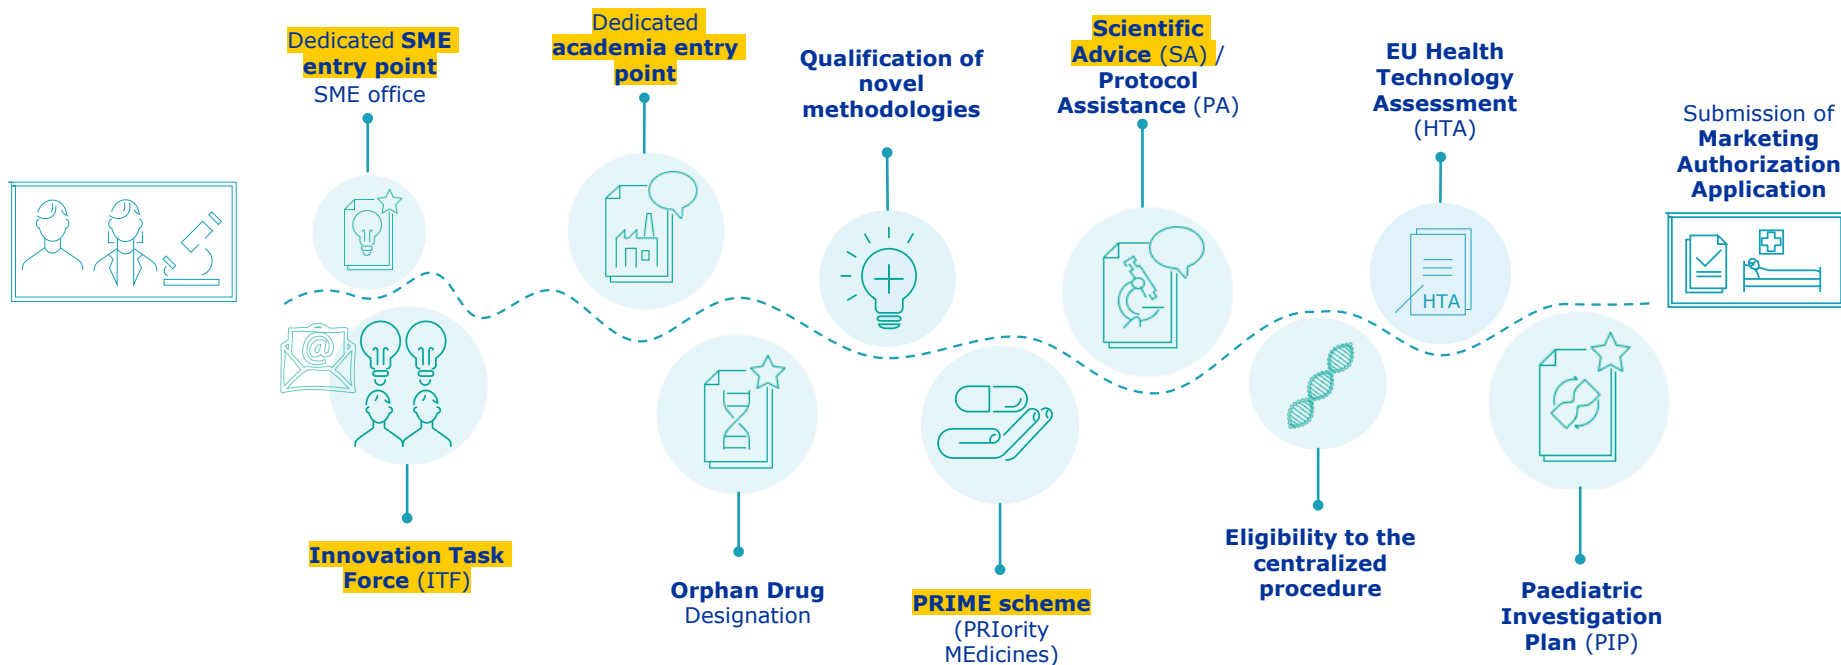 Dedicated SME
entry point
SME office
Dedicated
academia entry
point
Qualification of
novel
methodologies
Scientific
Advice (SA) /
Protocol
Assistance (PA)
EU Health
Technology
Assessment
(HTA)
Submission of
Marketing
Authorization
Application
HTA
@
Innovation Task
Force (ITF)
Orphan Drug
Designation
PRIME scheme
(PRIority
MEdicines)
Eligibility to the
centralized
procedure
Paediatric
Investigation
Plan (PIP)